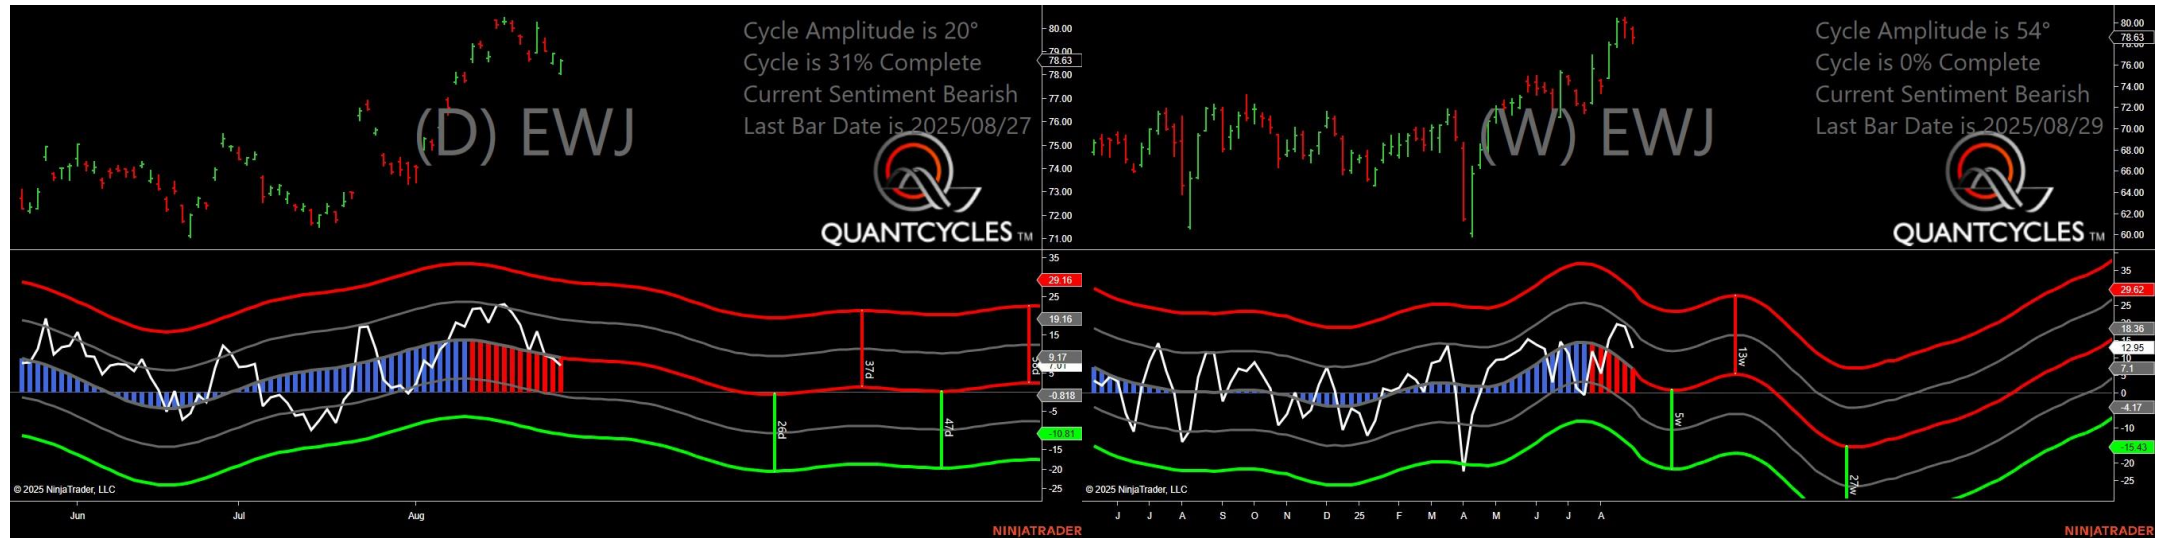 Cycle Amplitude is 20°
Cycle is 31% Complete
Current Sentiment Bearish
Last Bar Date is 2025/08/27
(D) EWJ
QUANTCYCLES TM
80.00
79.00
78.63
78.00
77.00
76.00
75.00
74.00
73.00
72.00
71.00
35
29.16
25
19.16
15
9.17
7.01
5
-0.818
-5
-10.81
-15
-20
-25
26d
37d
47d
© 2025 NinjaTrader, LLC
Jun
Jul
Aug
NINJATRADER
Cycle Amplitude is 54°
Cycle is 0% Complete
Current Sentiment Bearish
Last Bar Date is 2025/08/29
(W) EWJ
QUANTCYCLES TM
80.00
78.63
76.00
74.00
72.00
70.00
68.00
66.00
64.00
62.00
60.00
35
29.62
25
18.36
12.95
10
7.1
0
-4.17
-10
-15.43
-20
-25
5w
13w
27w
© 2025 NinjaTrader, LLC
J
J
A
S
O
N
D
25
F
M
A
M
J
J
A
NINJATRADER